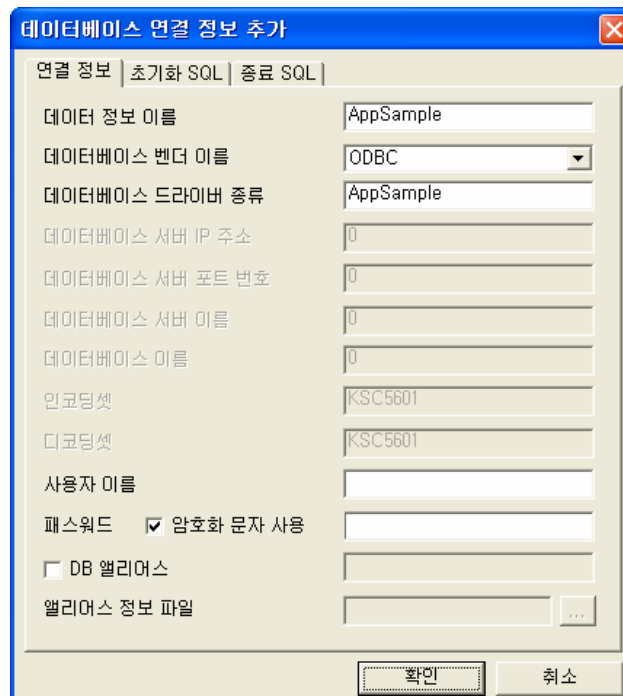 데이터베이스 연결 정보 추가
연결 정보 초기화 SQL 종료 SQL
데이터 정보 이름 AppSample
데이터베이스 벤더 이름 ODBC
데이터베이스 드라이버 종류 AppSample
데이터베이스 서버 IP 주소 0
데이터베이스 서버 포트 번호 0
데이터베이스 서버 이름 0
데이터베이스 이름 0
인코딩셋 KSC5601
디코딩셋 KSC5601
사용자 이름
패스워드 암호화 문자 사용
DB 앨리어스
앨리어스 정보 파일 ...
확인 취소